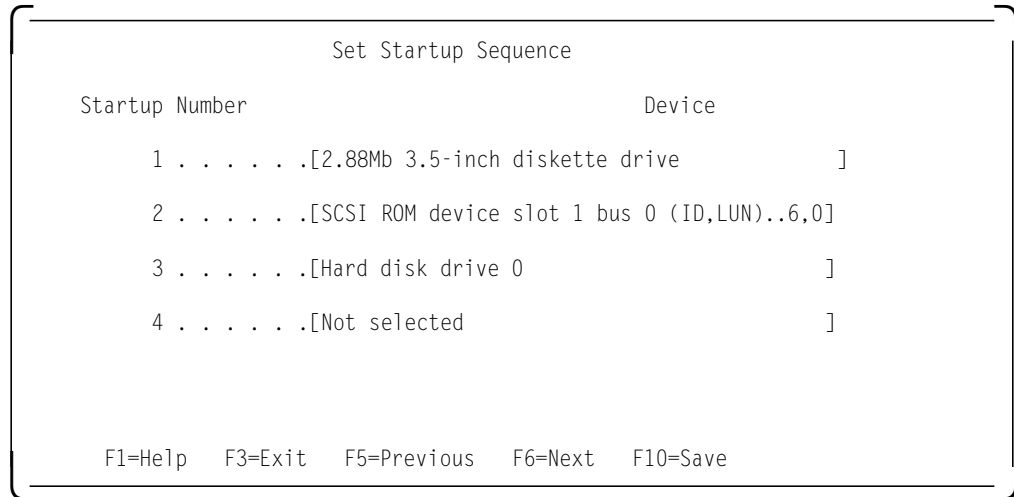 Set Startup Sequence
Startup Number Device
1 . . . . . .[2.88Mb 3.5-inch diskette drive ]
2 . . . . . .[SCSI ROM device slot 1 bus 0 (ID,LUN)..6,0]
3 . . . . . .[Hard disk drive 0 ]
4 . . . . . .[Not selected ]
F1=Help F3=Exit F5=Previous F6=Next F10=Save